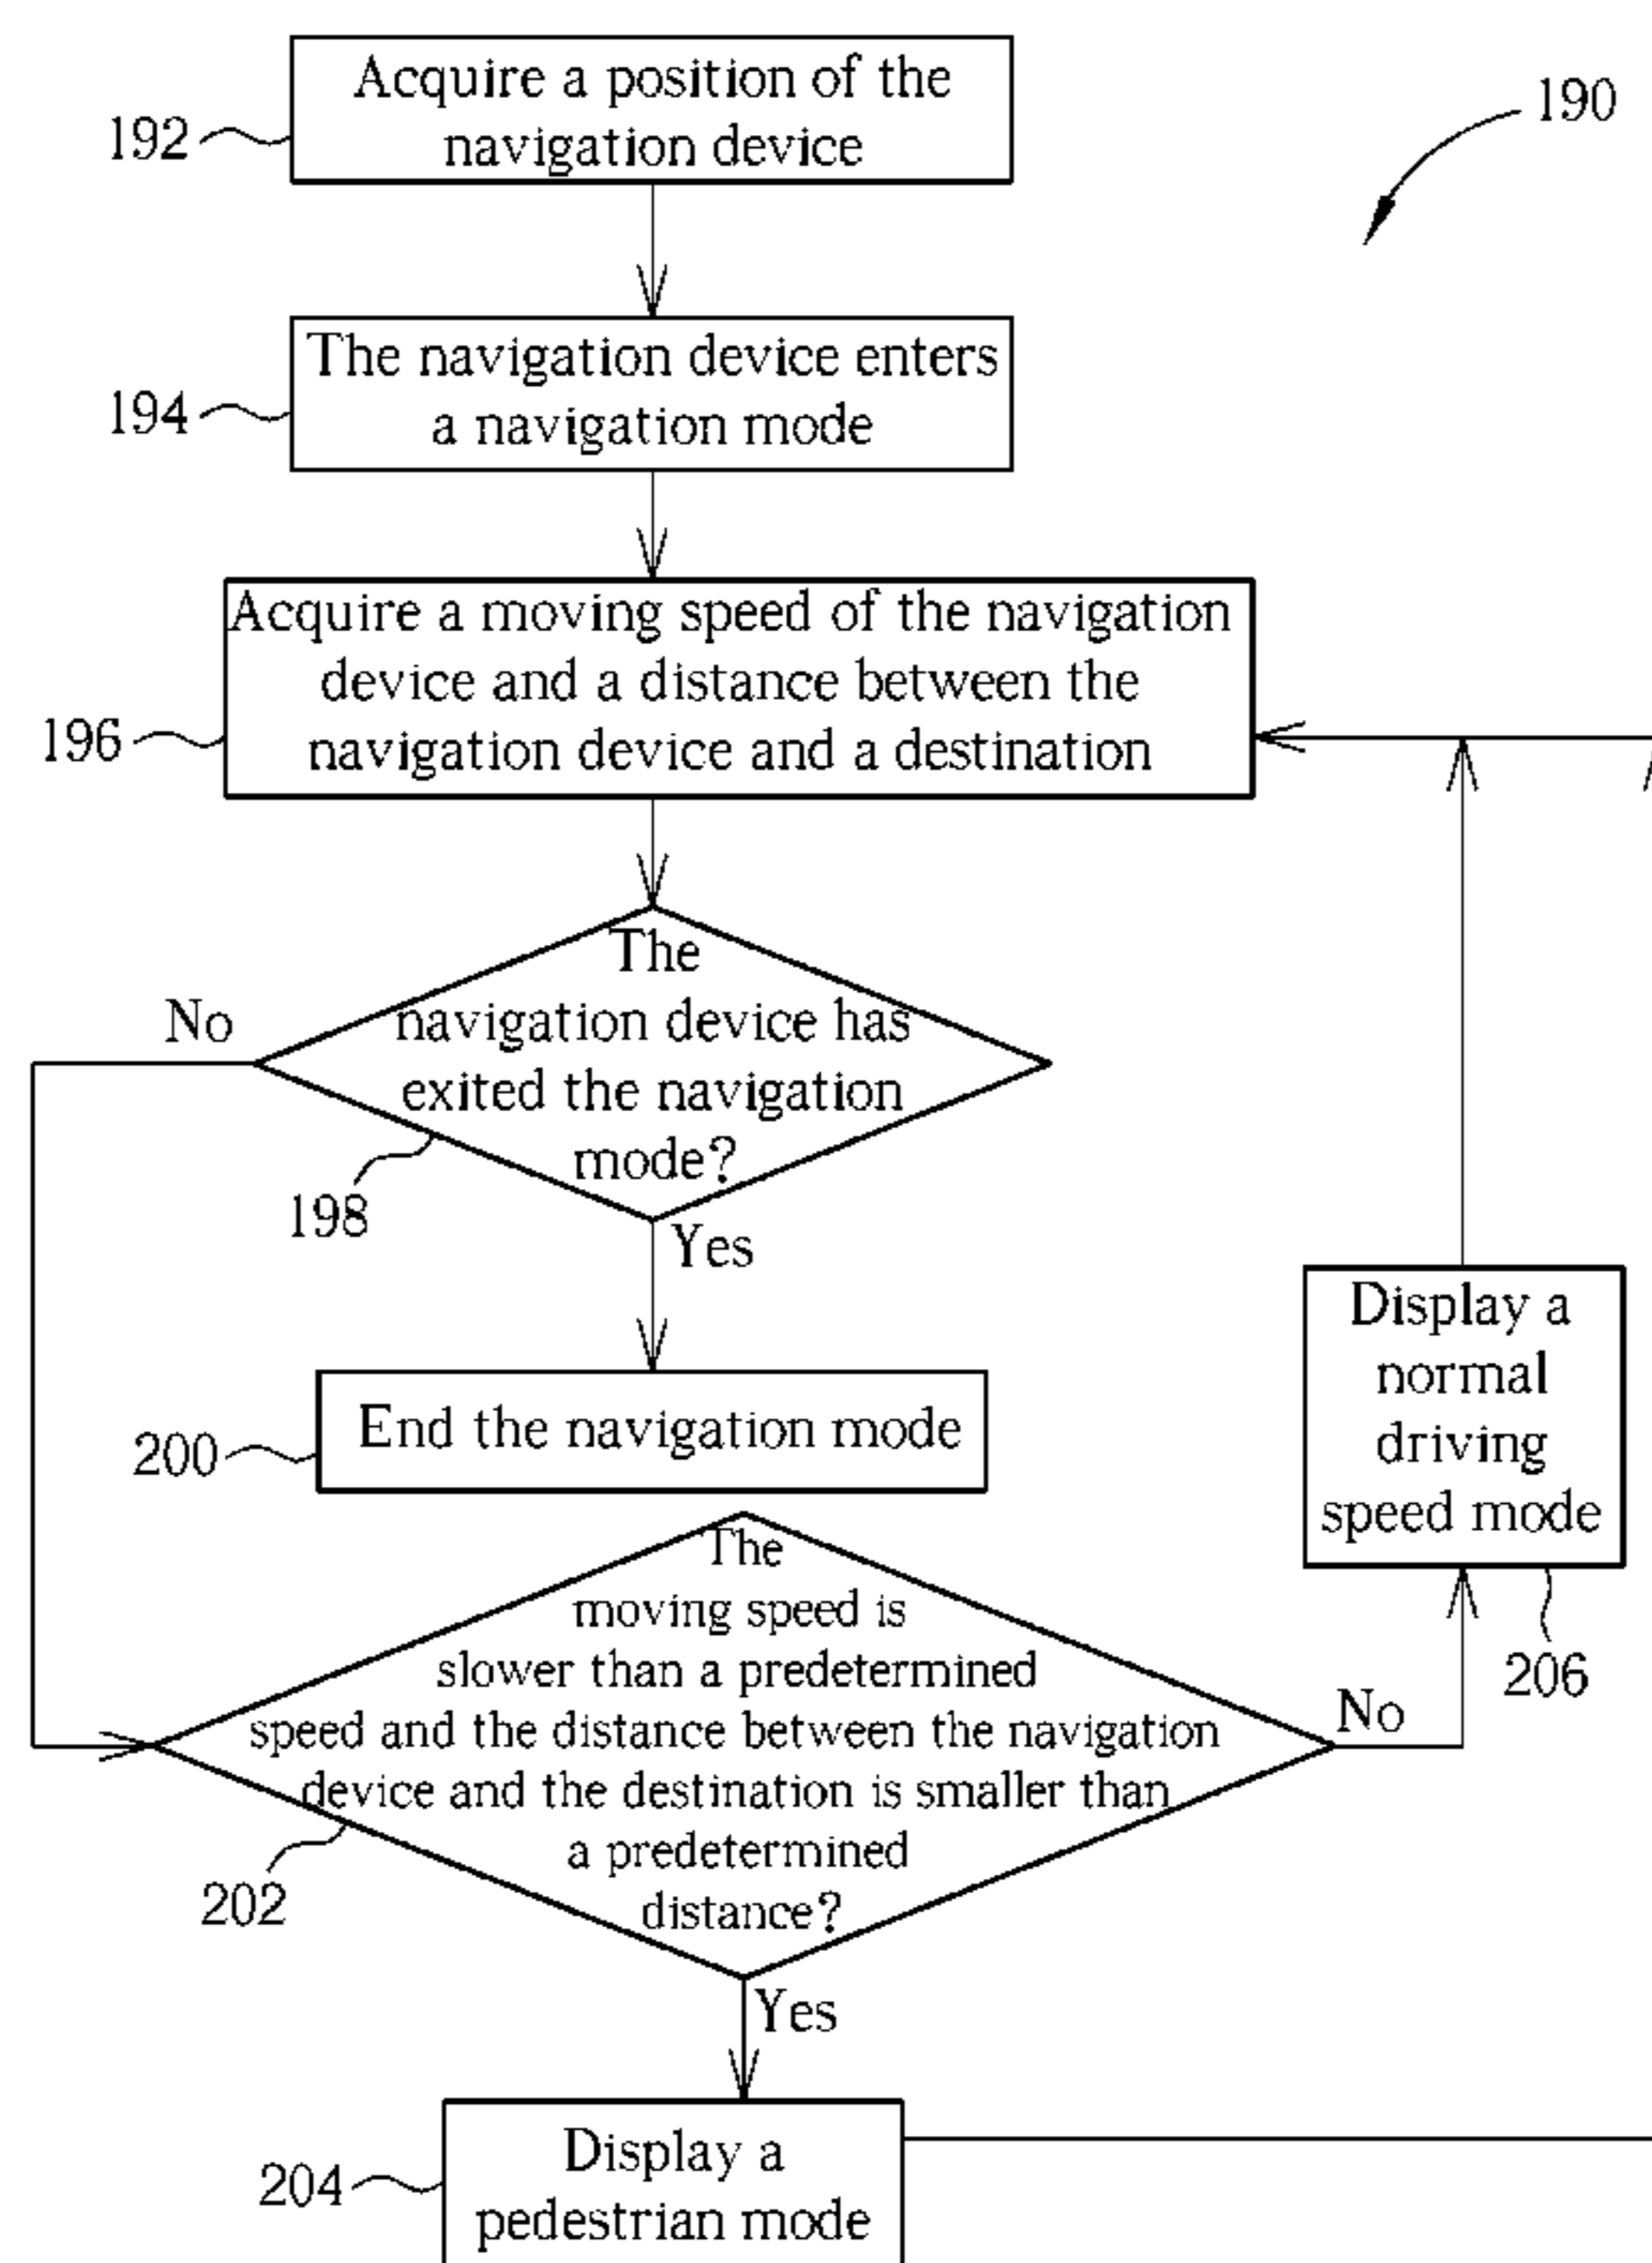 Acquire a position of the
navigation device
192
190
The navigation device enters
a navigation mode
194
Acquire a moving speed of the navigation
device and a distance between the
navigation device and a destination
196
The
navigation device has
exited the navigation
mode?
No
198
Yes
End the navigation mode
200
Display a
normal
driving
speed mode
206
The
moving speed is
slower than a predetermined
speed and the distance between the navigation
device and the destination is smaller than
a predetermined
distance?
No
202
Yes
Display a
pedestrian mode
204